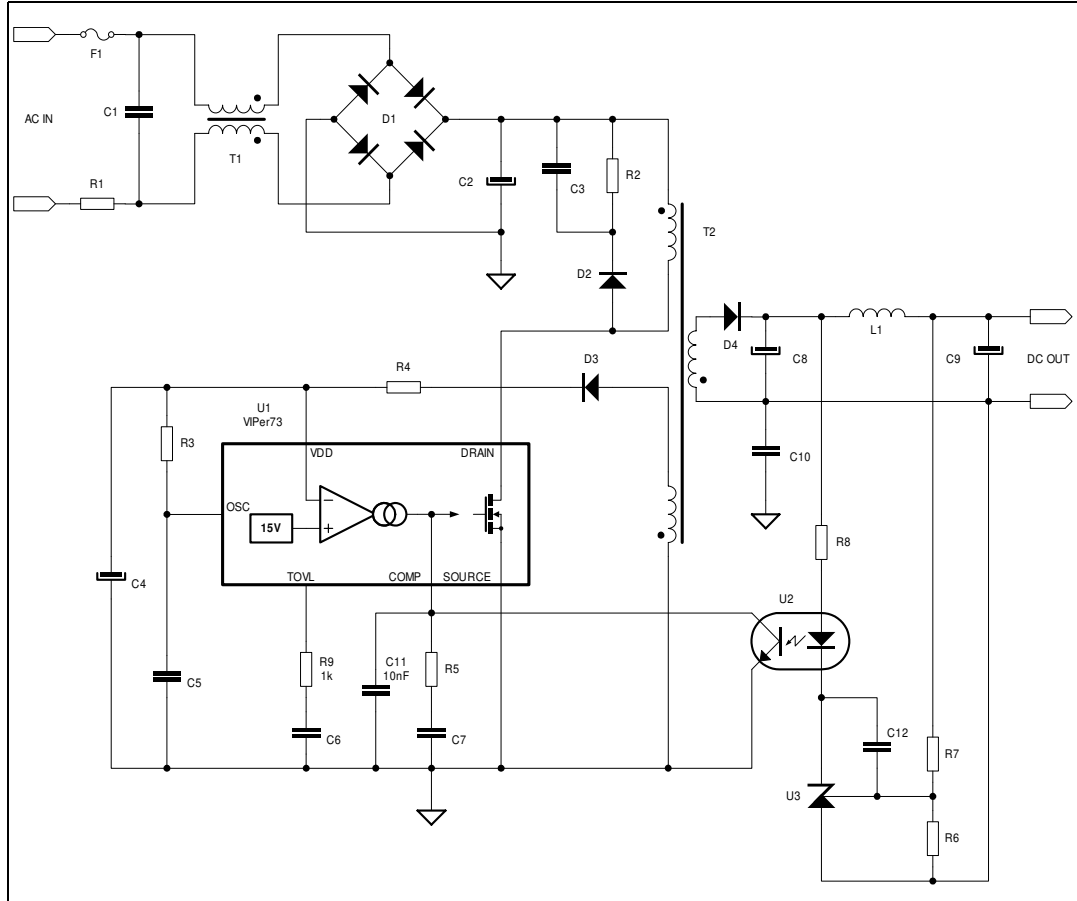 F1
C1
AC IN
T1
R1
D1
C2
C3
R2
D2
T2
D4
C8
L1
C9
DC OUT
C10
D3
R4
U1
VIPer73
R3
VDD
DRAIN
OSC
15V
−
+
TOVL
COMP
SOURCE
C4
C5
R9
1k
C6
C11
10nF
R5
C7
R8
U2
C12
R7
U3
R6